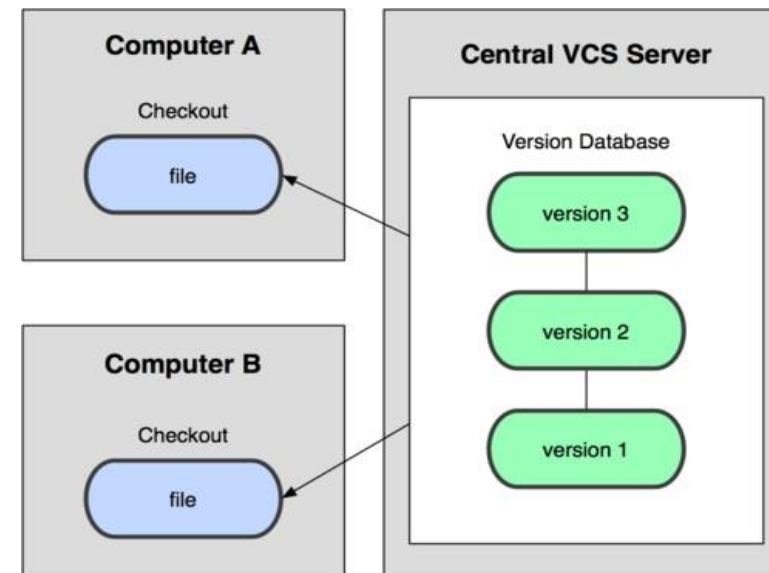 Computer A
Checkout
file
Computer B
Checkout
file
Central VCS Server
Version Database
version 3
version 2
version 1